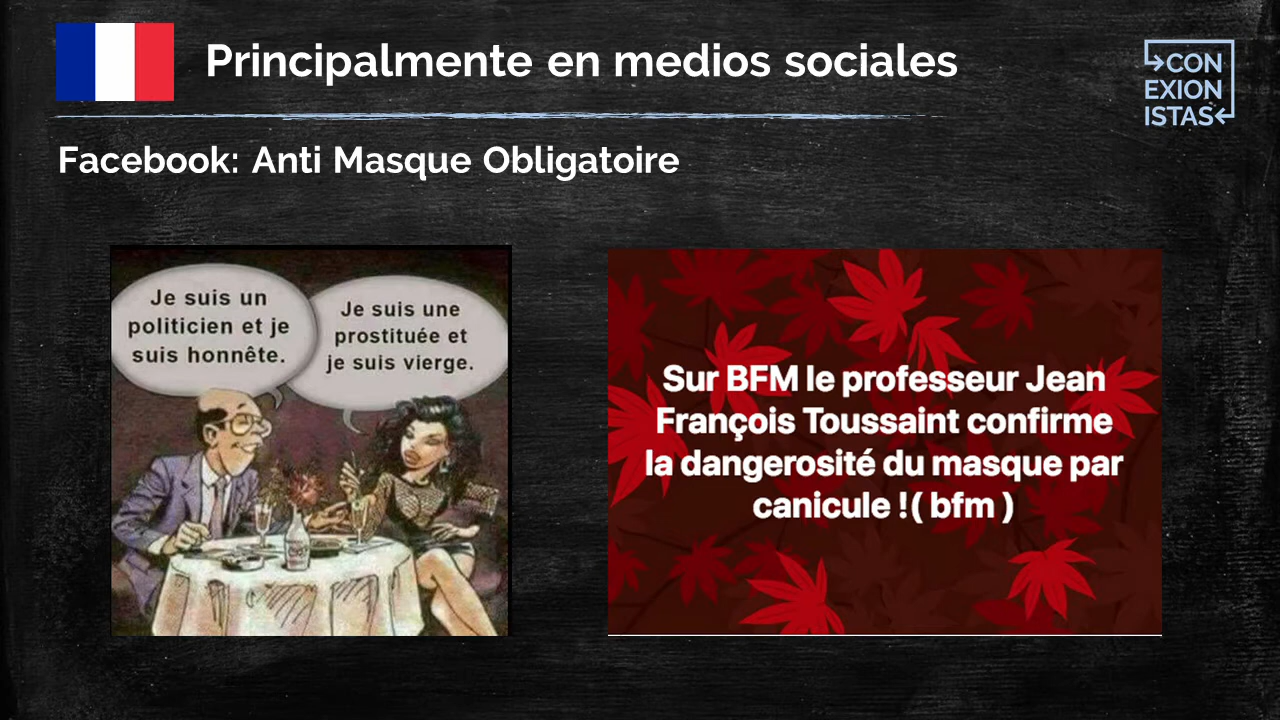 Principalmente en medios sociales
CON
EXION
ISTAS
Facebook: Anti Masque Obligatoire
Je suis un
politicien et je
suis honnête.
Je suis une
prostituée et
je suis vierge.
Sur BFM le professeur Jean
François Toussaint confirme
la dangerosité du masque par
canicule !( bfm )